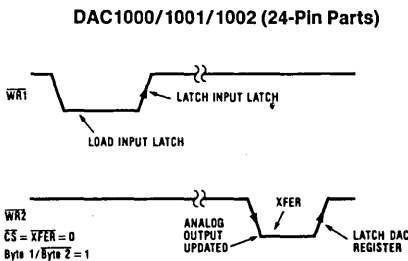 DAC1000/1001/1002 (24-Pin Parts)
WR1
LATCH INPUT LATCH
LOAD INPUT LATCH
WR2
CS = XFER = 0
Byte 1/Byte 2 = 1
ANALOG
OUTPUT
UPDATED
XFER
LATCH DAC
REGISTER